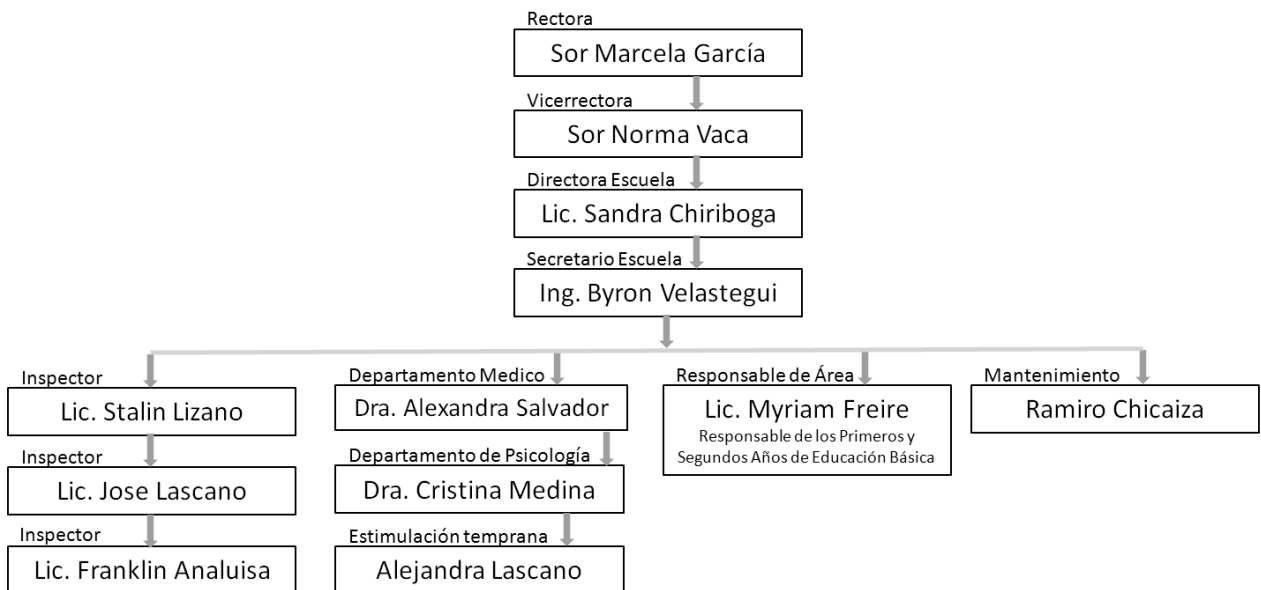 Rectora
Sor Marcela García
Vicerrectora
Sor Norma Vaca
Directora Escuela
Lic. Sandra Chiriboga
Secretario Escuela
Ing. Byron Velastegui
Inspector
Lic. Stalin Lizano
Inspector
Lic. Jose Lascano
Inspector
Lic. Franklin Analuisa
Departamento Medico
Dra. Alexandra Salvador
Departamento de Psicología
Dra. Cristina Medina
Estimulación temprana
Alejandra Lascano
Responsable de Área
Lic. Myriam Freire
Responsable de los Primeros y
Segundos Años de Educación Básica
Mantenimiento
Ramiro Chicaiza